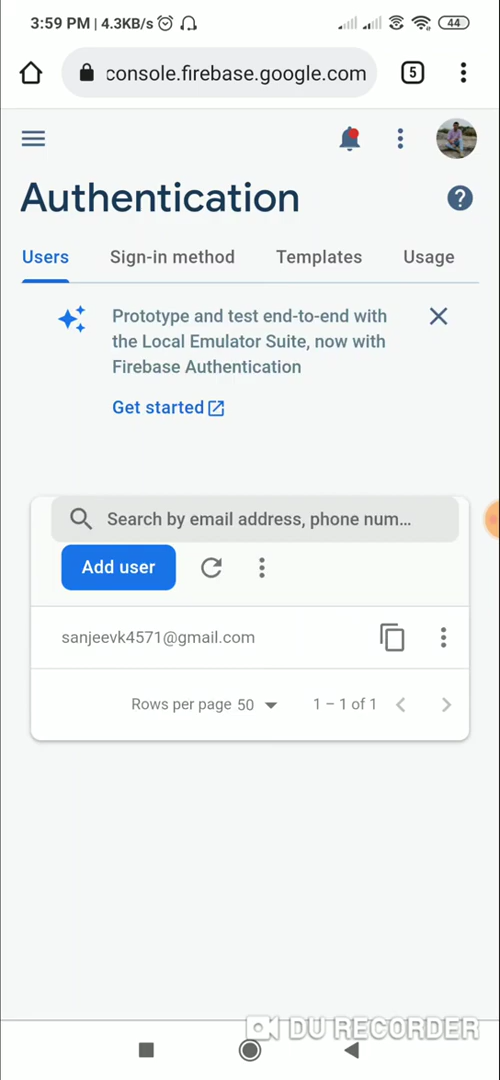 3:59 PM | 4.3KB/s
44
console.firebase.google.com
5
Authentication
?
Users Sign-in method Templates Usage
Prototype and test end-to-end with
the Local Emulator Suite, now with
Firebase Authentication
Get started
Search by email address, phone num...
Add user
sanjeevk4571@gmail.com
Rows per page 50 1 – 1 of 1
DU RECORDER